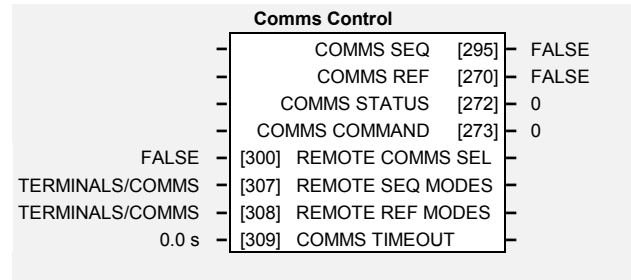 Comms Control
COMMS SEQ [295] FALSE
COMMS REF [270] FALSE
COMMS STATUS [272] 0
COMMS COMMAND [273] 0
FALSE [300] REMOTE COMMS SEL
TERMINALS/COMMS [307] REMOTE SEQ MODES
TERMINALS/COMMS [308] REMOTE REF MODES
0.0 s [309] COMMS TIMEOUT